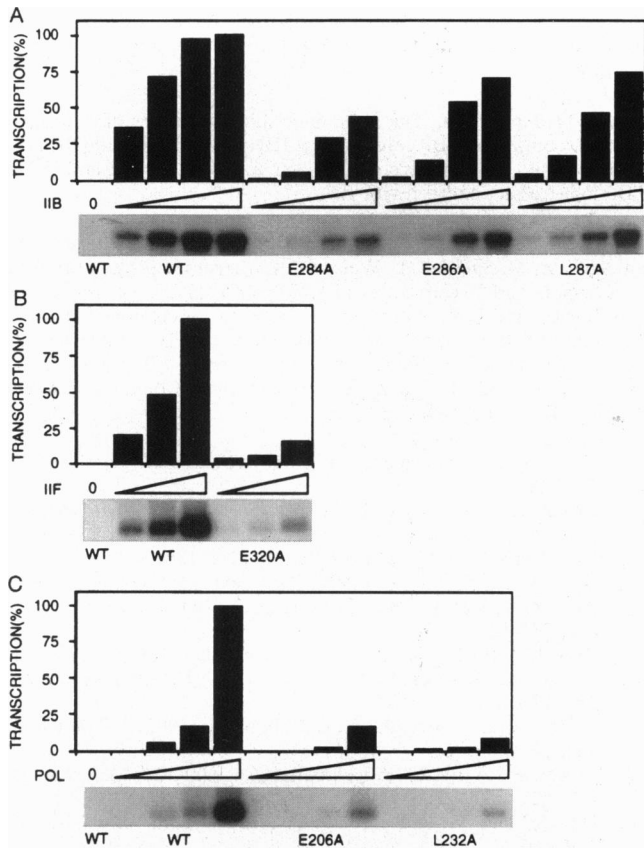 A
TRANSCRIPTION(%)
100
75
50
25
0
IIB 0
WT WT E284A E286A L287A
B
TRANSCRIPTION(%)
100
75
50
25
0
IIF 0
WT WT E320A
C
TRANSCRIPTION(%)
100
75
50
25
0
POL 0
WT WT E206A L232A